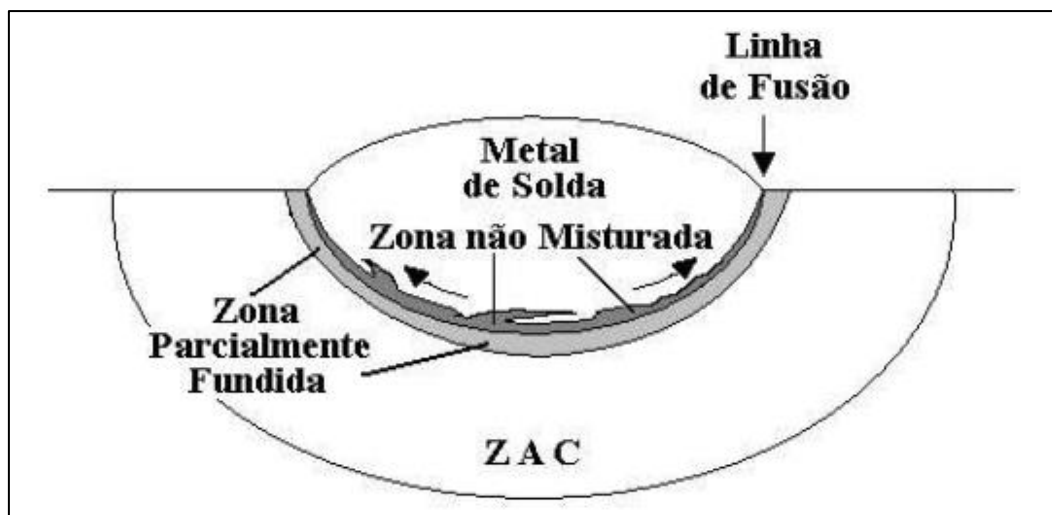 Linha
de Fusão
Metal
de Solda
Zona não Misturada
Zona
Parcialmente
Fundida
Z A C